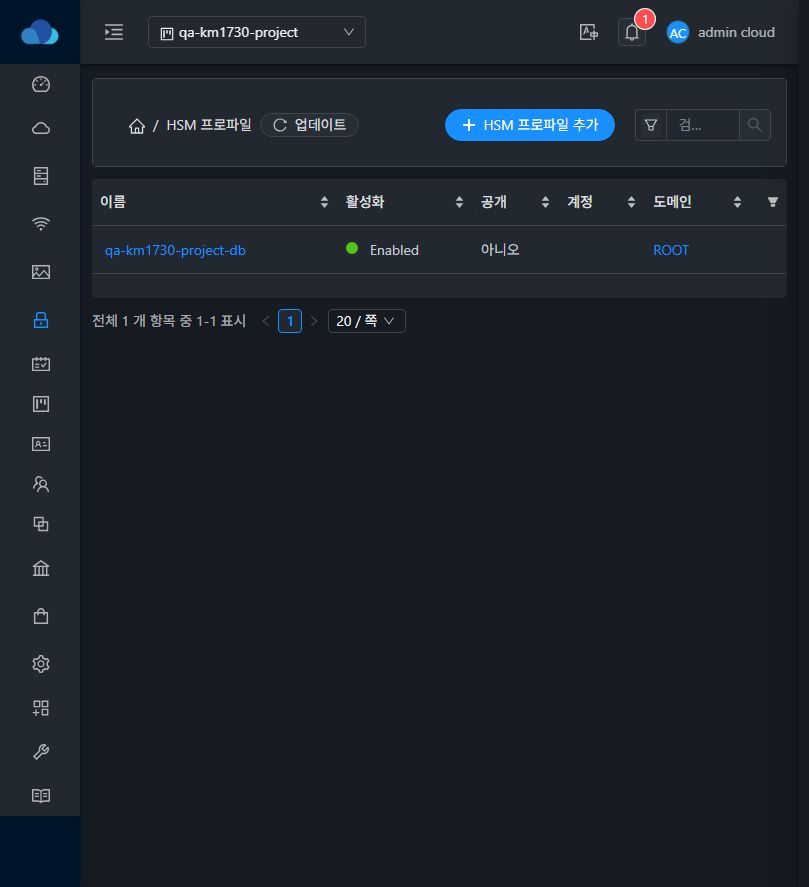 qa-km1730-project
1
AC admin cloud
/ HSM 프로파일 업데이트
HSM 프로파일 추가
검...
이름 활성화 공개 계정 도메인
qa-km1730-project-db Enabled 아니오 ROOT
전체 1 개 항목 중 1-1 표시 < 1 > 20 / 쪽